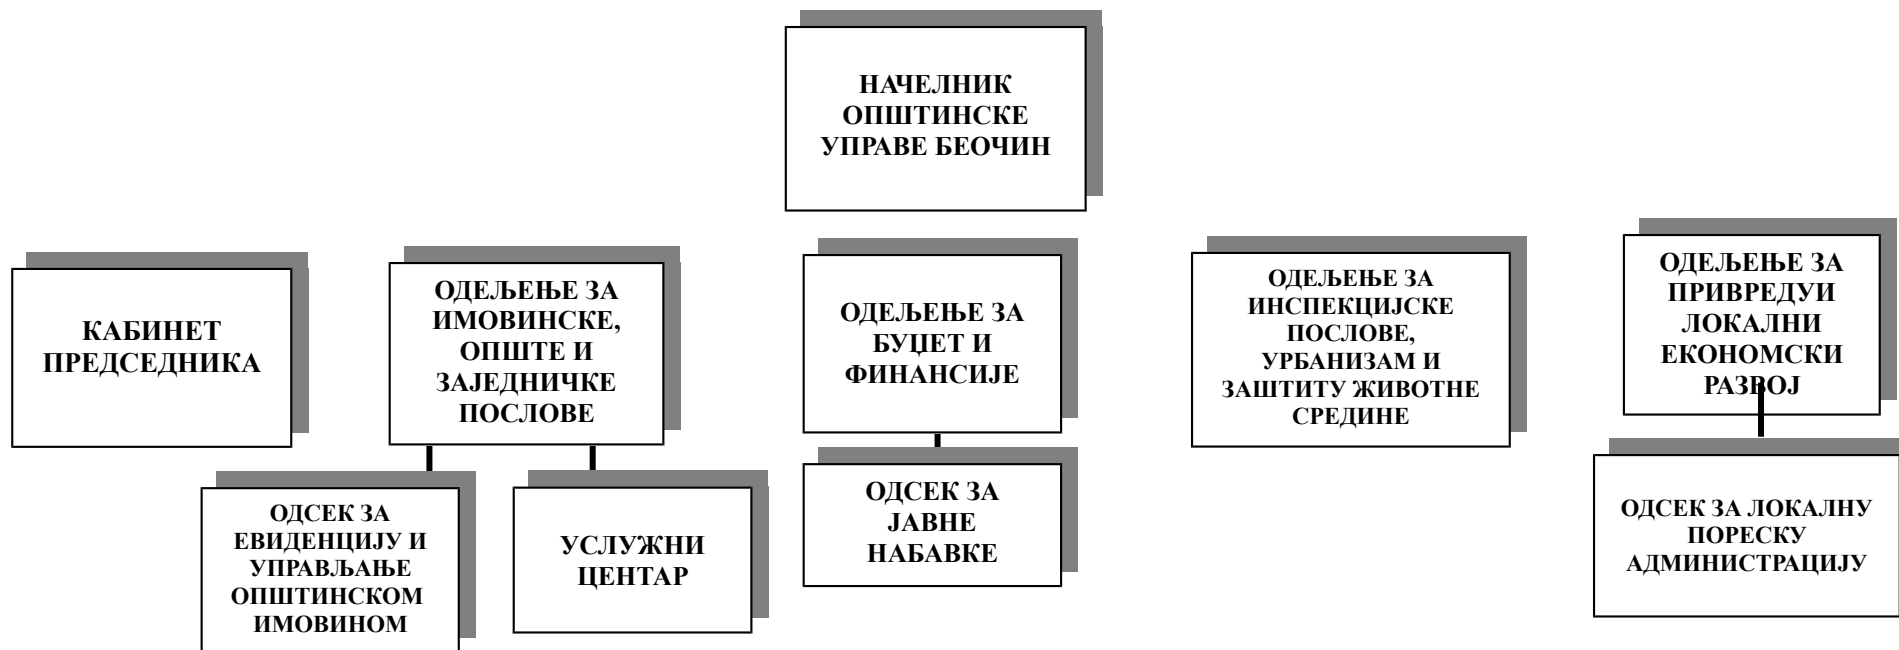 НАЧЕЛНИК
ОПШТИНСКЕ
УПРАВЕ БЕОЧИН
КАБИНЕТ
ПРЕДСЕДНИКА
ОДЕЉЕЊЕ ЗА
ИМОВИНСКЕ,
ОПШТЕ И
ЗАЈЕДНИЧКЕ
ПОСЛОВЕ
ОДЕЉЕЊЕ ЗА
БУЏЕТ И
ФИНАНСИЈЕ
ОДЕЉЕЊЕ ЗА
ИНСПЕКЦИЈСКЕ
ПОСЛОВЕ,
УРБАНИЗАМ И
ЗАШТИТУ ЖИВОТНЕ
СРЕДИНЕ
ОДЕЉЕЊЕ ЗА
ПРИВРЕДУИ
ЛОКАЛНИ
ЕКОНОМСКИ
РАЗВОЈ
ОДСЕК ЗА
ЕВИДЕНЦИЈУ И
УПРАВЉАЊЕ
ОПШТИНСКОМ
ИМОВИНОМ
УСЛУЖНИ
ЦЕНТАР
ОДСЕК ЗА
ЈАВНЕ
НАБАВКЕ
ОДСЕК ЗА ЛОКАЛНУ
ПОРЕСКУ
АДМИНИСТРАЦИЈУ